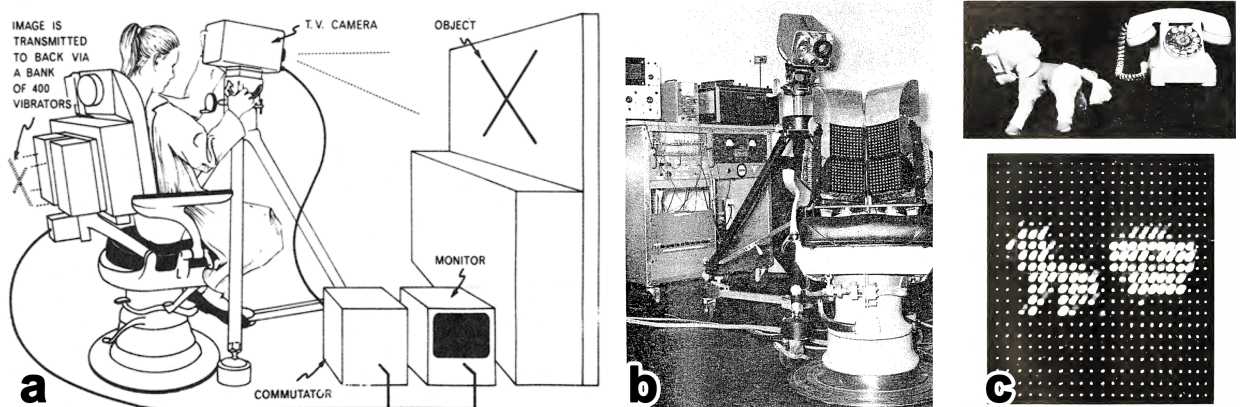 IMAGE IS
TRANSMITTED
TO BACK VIA
A BANK
OF 400
VIBRATORS
T.V. CAMERA
OBJECT
MONITOR
COMMUTATOR
a
b
c